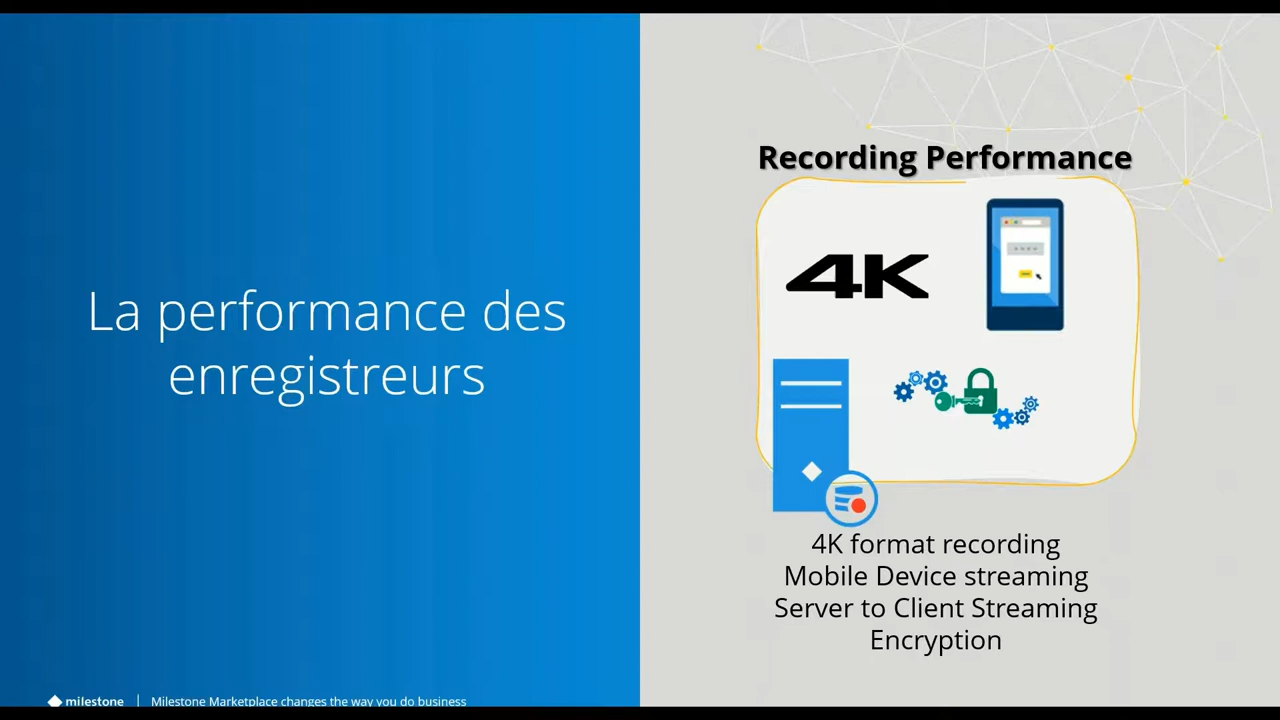 La performance des
enregistreurs
Recording Performance
4K
4K format recording
Mobile Device streaming
Server to Client Streaming
Encryption
milestone | Milestone Marketplace changes the way you do business